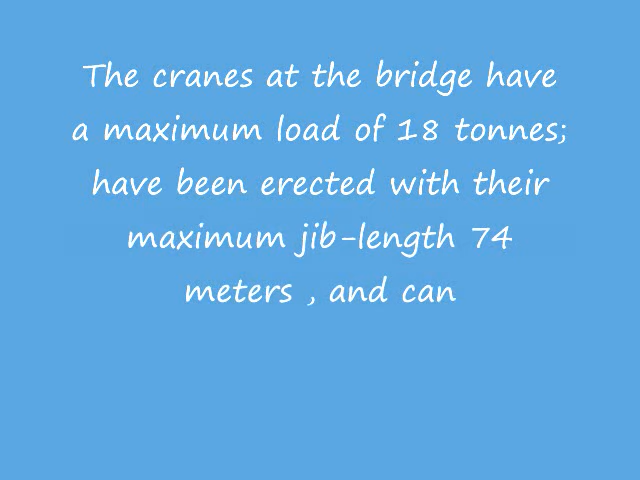 The cranes at the bridge have
a maximum load of 18 tonnes;
have been erected with their
maximum jib-length 74
meters , and can